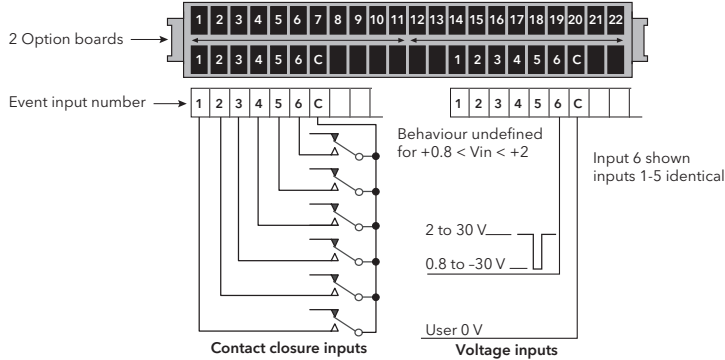 1 2 3 4 5 6 7 8 9 10 11 12 13 14 15 16 17 18 19 20 21 22
2 Option boards
1 2 3 4 5 6 C 1 2 3 4 5 6 C
Event input number
1 2 3 4 5 6 C 1 2 3 4 5 6 C
Behaviour undefined
for +0.8 < Vin < +2
Input 6 shown
inputs 1-5 identical
2 to 30 V
0.8 to –30 V
User 0 V
Contact closure inputs
Voltage inputs